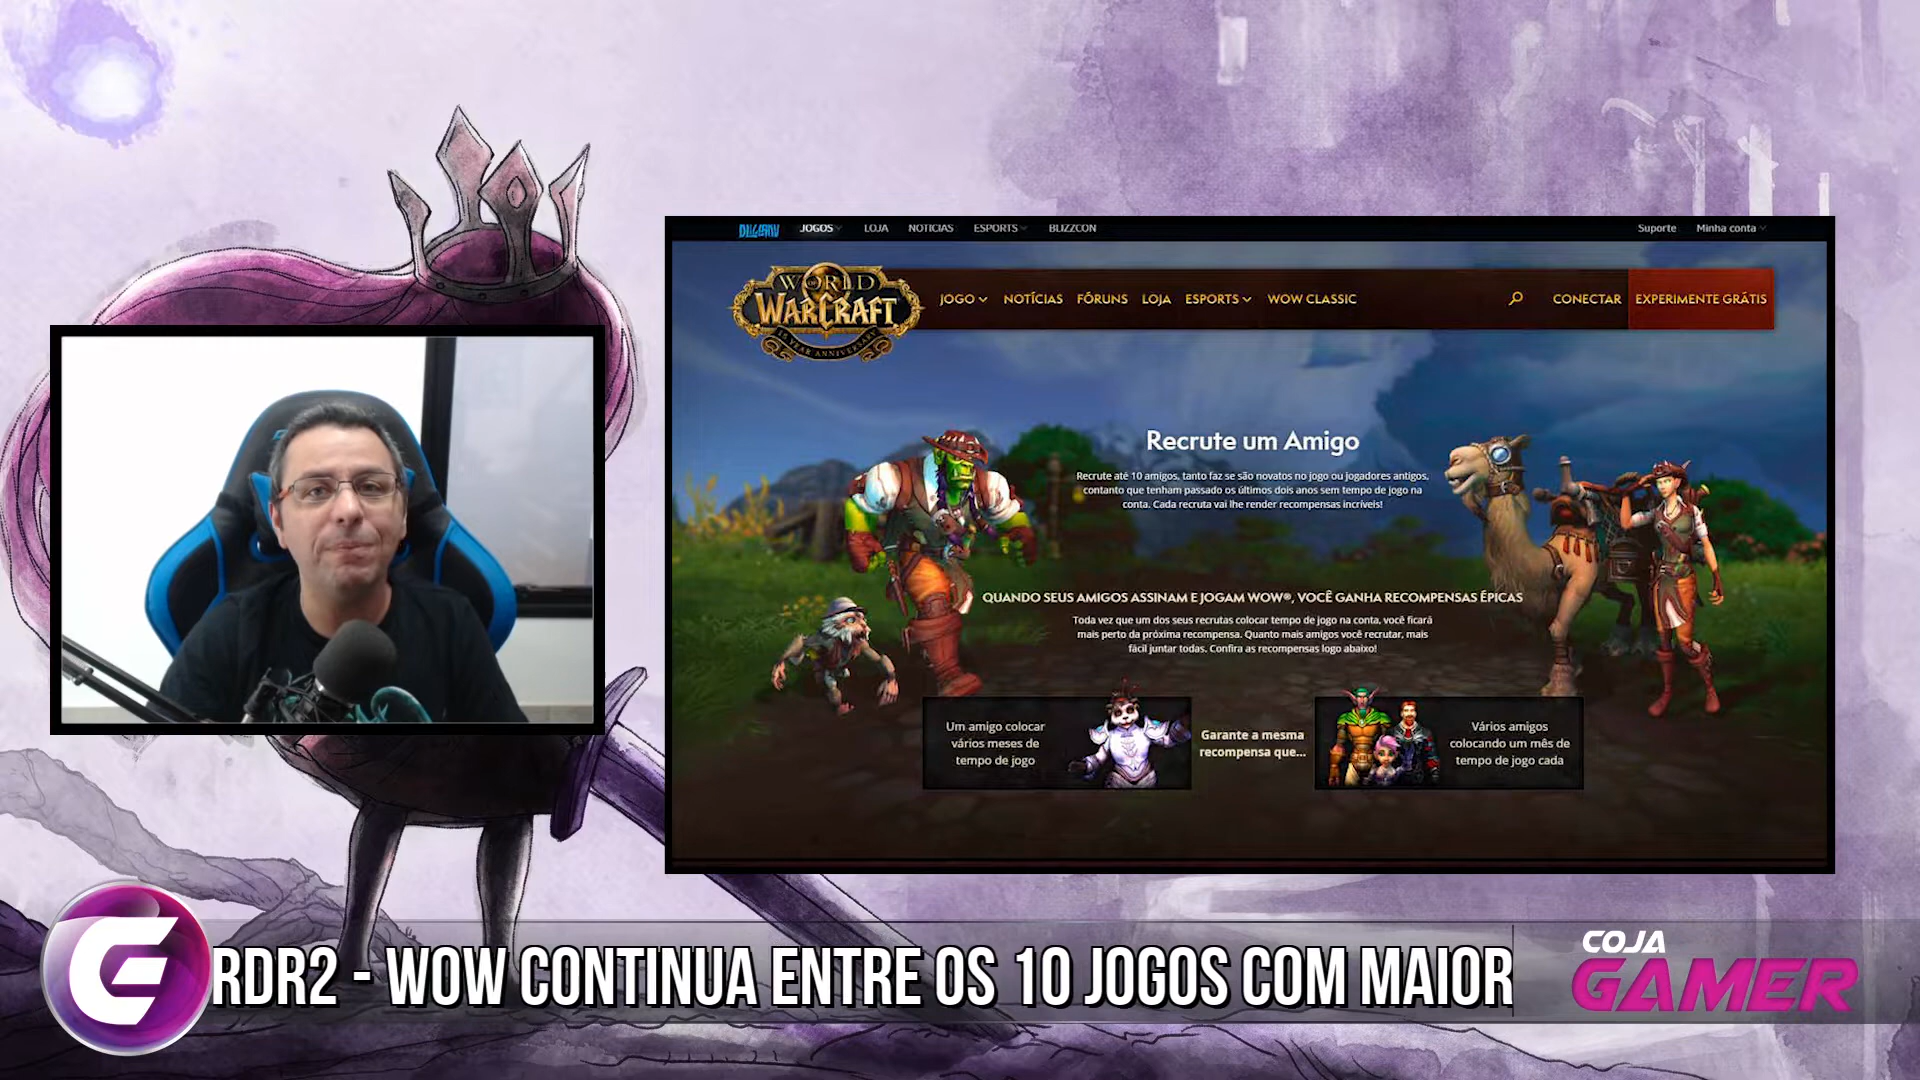 BLIZZARD JOGOS LOJA NOTÍCIAS ESPORTS BLIZZCON Suporte Minha conta
WORLD OF WARCRAFT
15 YEAR ANNIVERSARY
JOGO NOTÍCIAS FÓRUNS LOJA ESPORTS WOW CLASSIC CONECTAR EXPERIMENTE GRÁTIS
Recrute um Amigo
Recrute até 10 amigos, tanto faz se são novatos no jogo ou jogadores antigos,
contanto que tenham passado os últimos dois anos sem tempo de jogo na
conta. Cada recruta vai lhe render recompensas incríveis!
QUANDO SEUS AMIGOS ASSINAM E JOGAM WOW®, VOCÊ GANHA RECOMPENSAS ÉPICAS
Toda vez que um dos seus recrutas colocar tempo de jogo na conta, você ficará
mais perto da próxima recompensa. Quanto mais amigos você recrutar, mais
fácil juntar todas. Confira as recompensas logo abaixo!
Um amigo colocar
vários meses de
tempo de jogo
Garante a mesma
recompensa que...
Vários amigos
colocando um mês de
tempo de jogo cada
RDR2 - WOW CONTINUA ENTRE OS 10 JOGOS COM MAIOR
COJA
GAMER